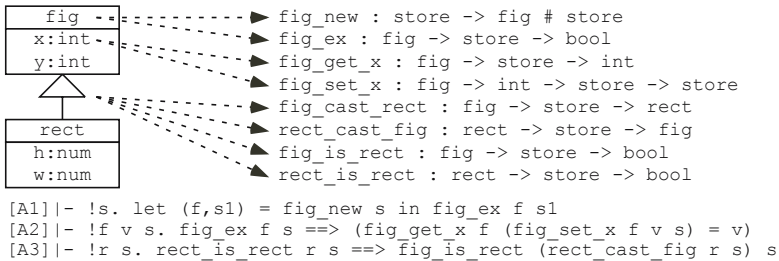 fig
x:int
y:int
rect
h:num
w:num
fig_new : store -> fig # store
fig_ex : fig -> store -> bool
fig_get_x : fig -> store -> int
fig_set_x : fig -> int -> store -> store
fig_cast_rect : fig -> store -> rect
rect_cast_fig : rect -> store -> fig
fig_is_rect : fig -> store -> bool
rect_is_rect : rect -> store -> bool
[A1]|- !s. let (f,s1) = fig_new s in fig_ex f s1
[A2]|- !f v s. fig_ex f s ==> (fig_get_x f (fig_set_x f v s) = v)
[A3]|- !r s. rect_is_rect r s ==> fig_is_rect (rect_cast_fig r s) s